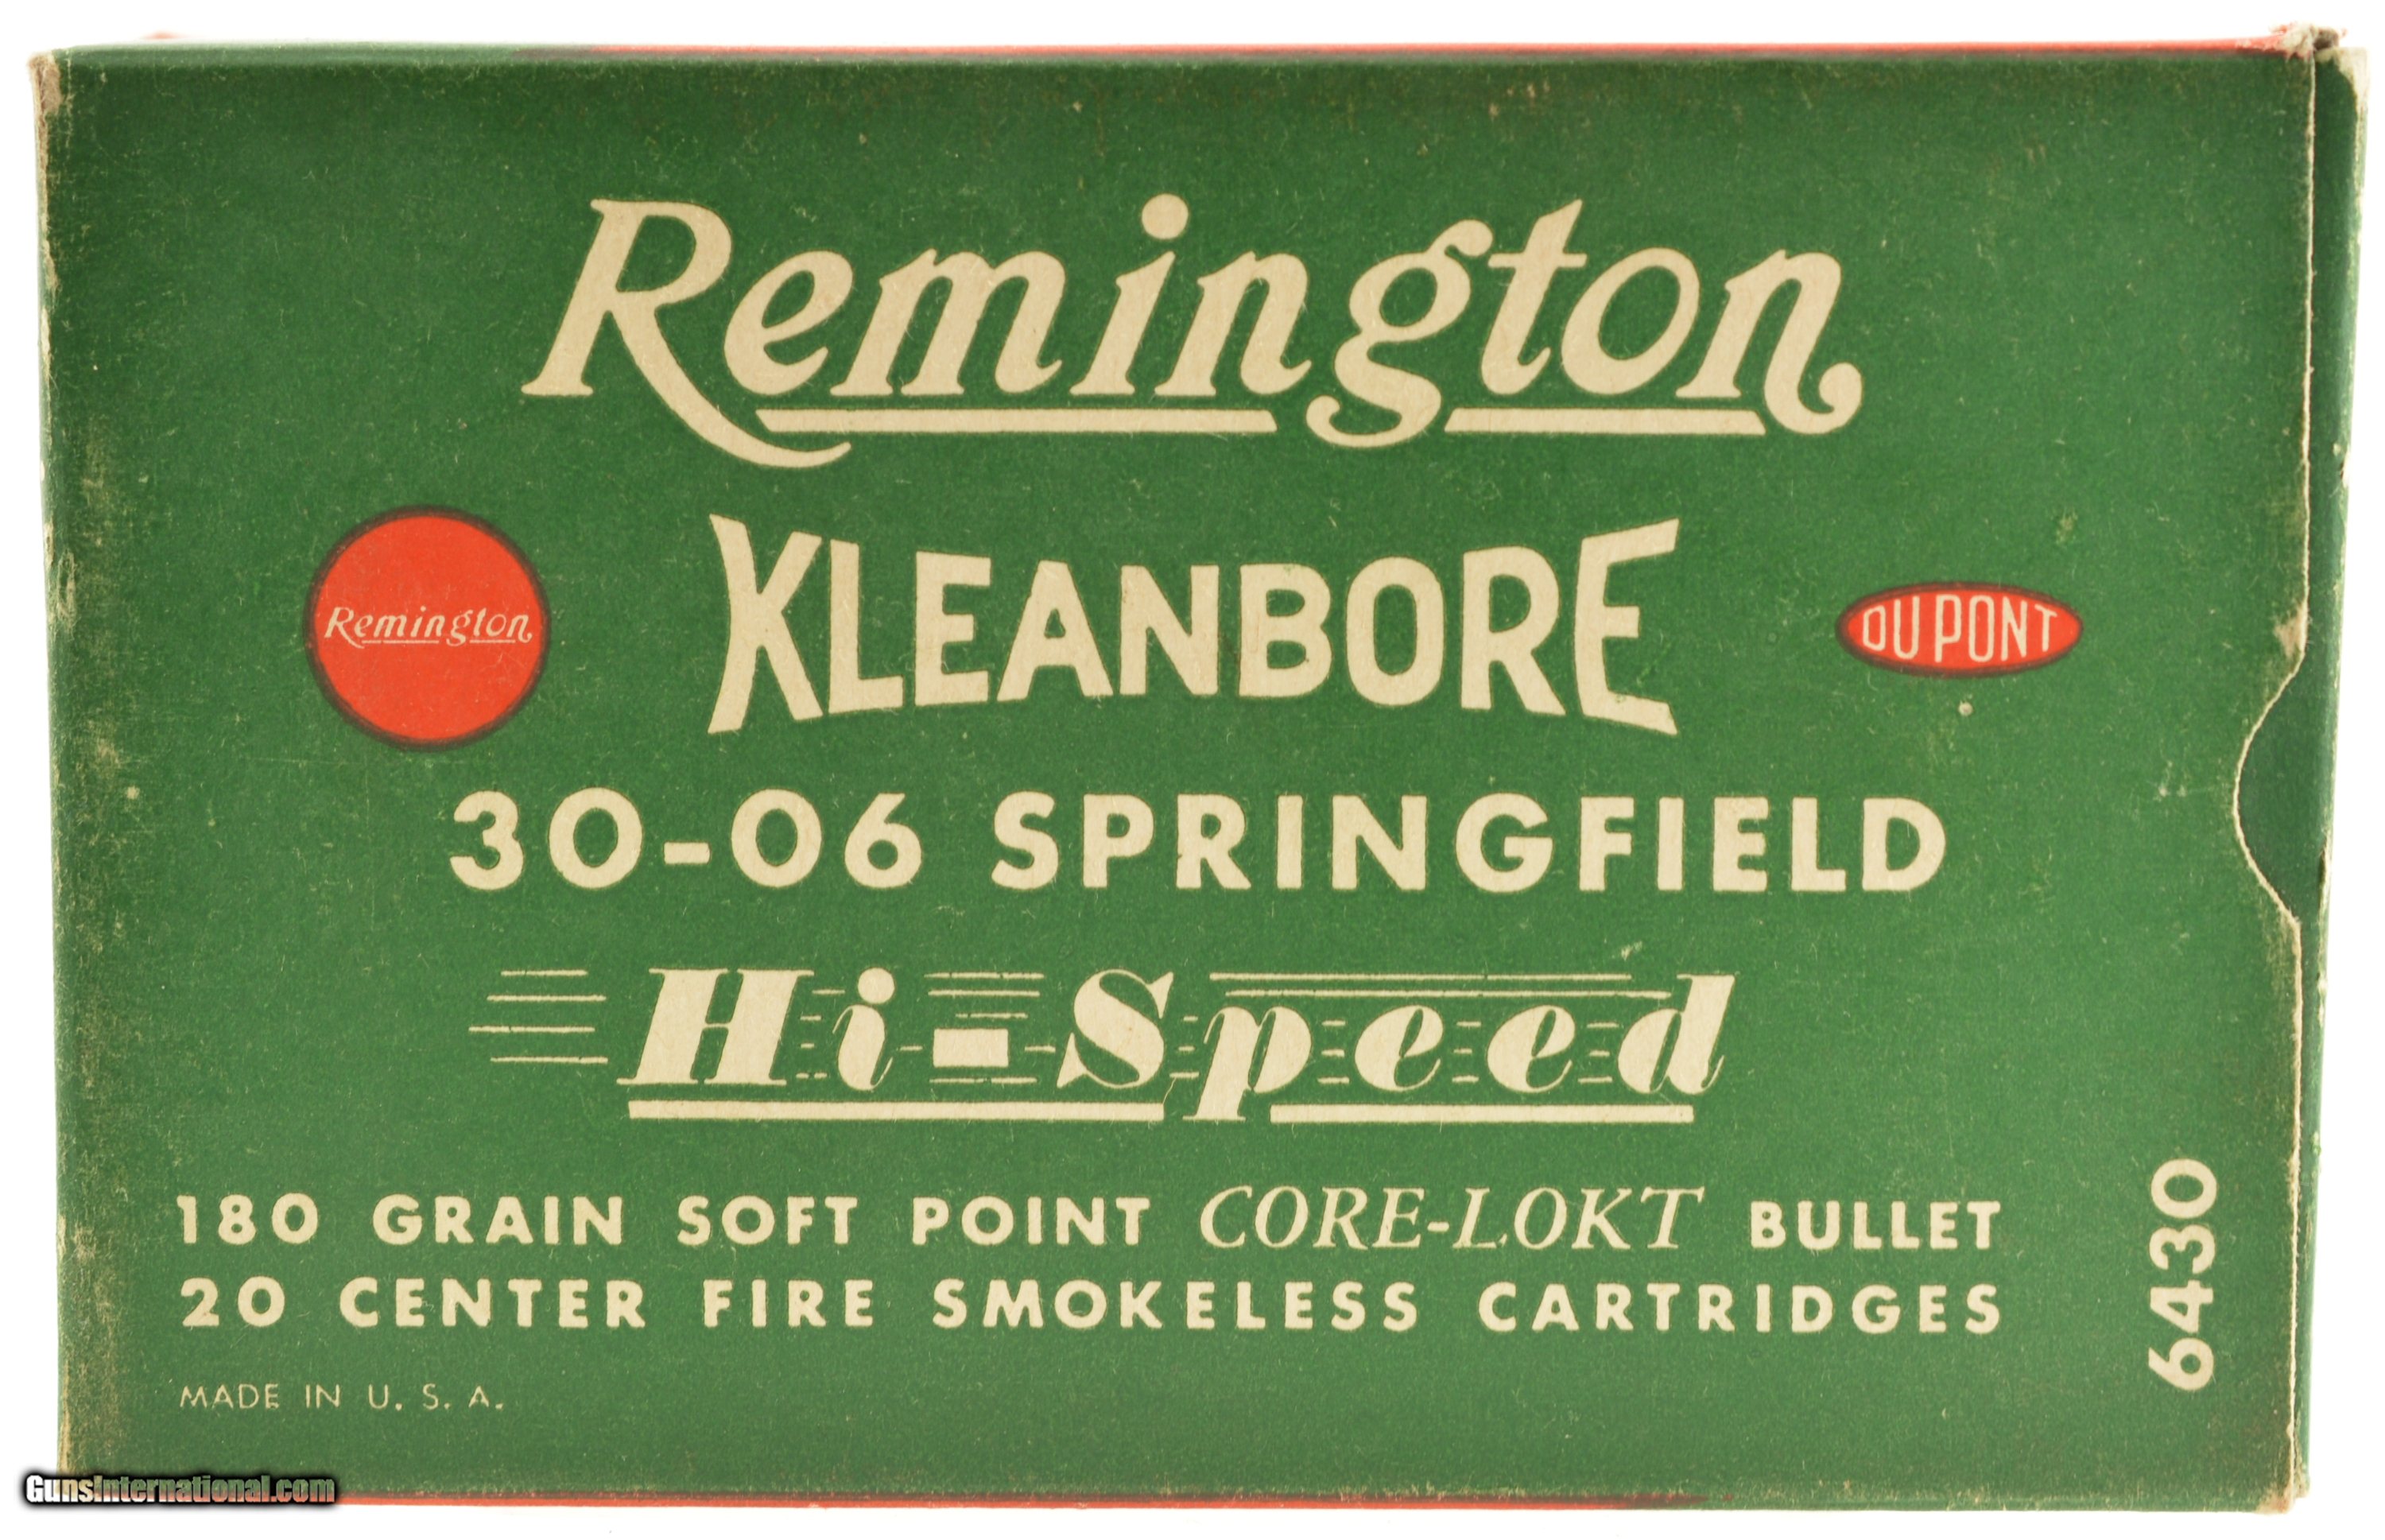 Remington
KLEANBORE
Remington
DU PONT
30-06 SPRINGFIELD
Hi-Speed
180 GRAIN SOFT POINT CORE-LOKT BULLET
20 CENTER FIRE SMOKELESS CARTRIDGES
6430
MADE IN U. S. A.
GunsInternational.com